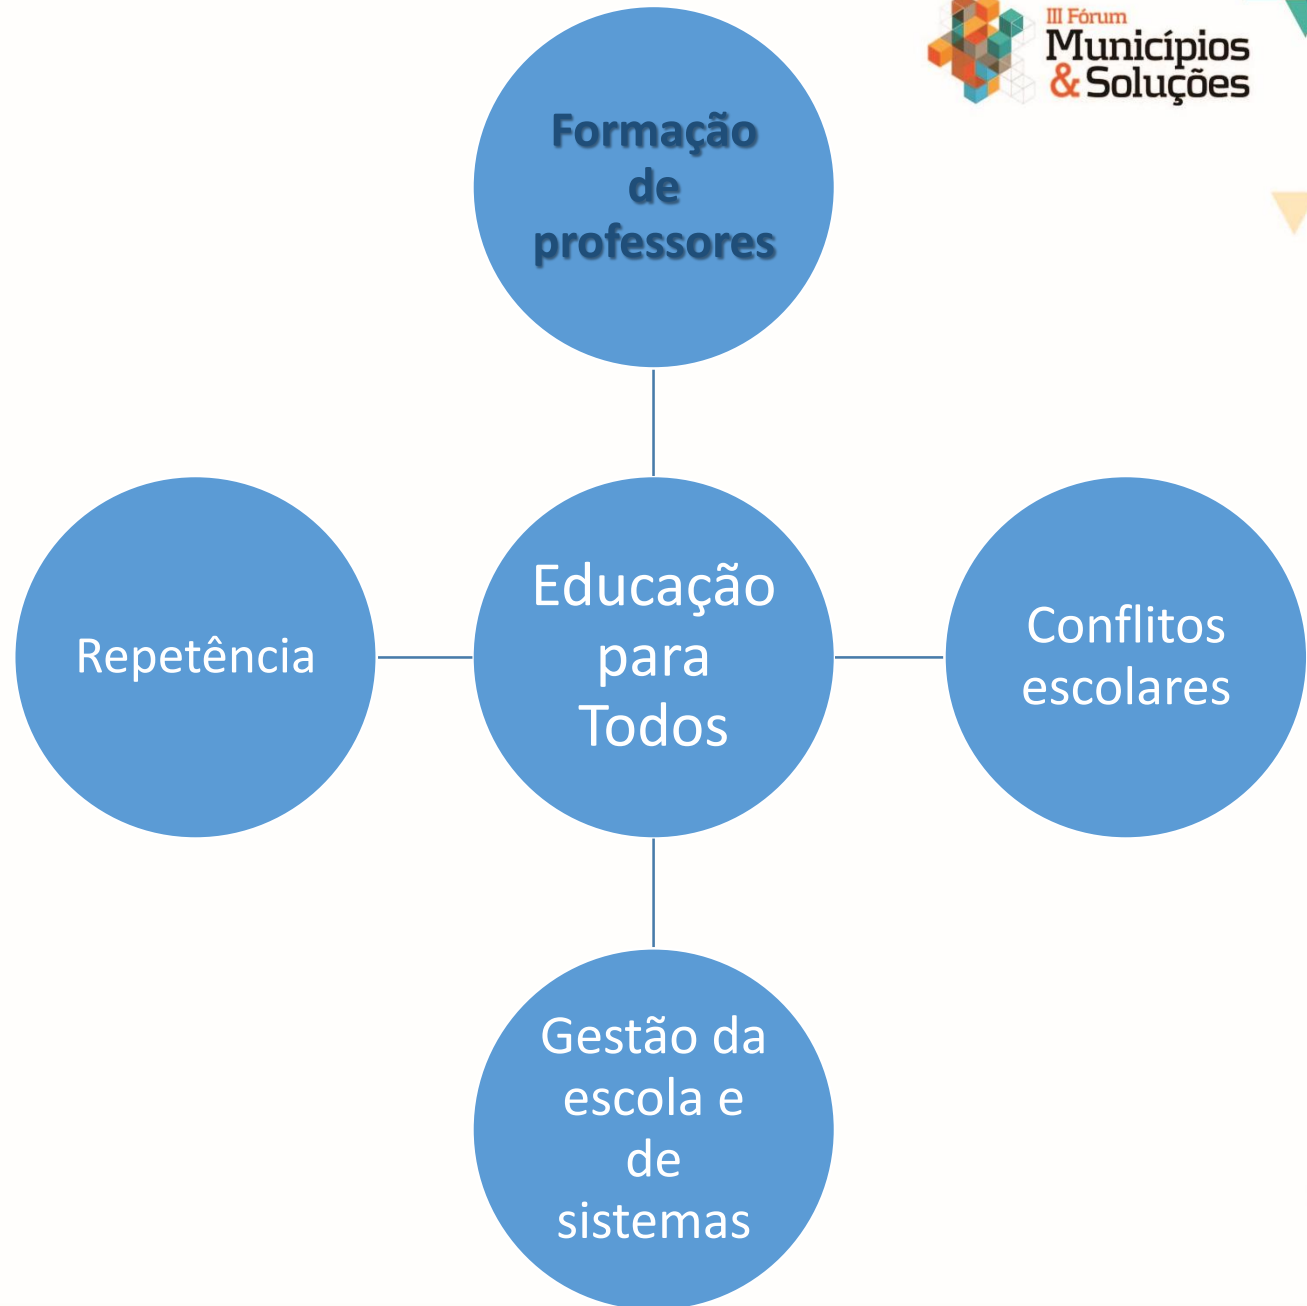 III Fórum
Municípios
& Soluções
Formação
de
professores
Repetência
Educação
para
Todos
Conflitos
escolares
Gestão da
escola e
de
sistemas